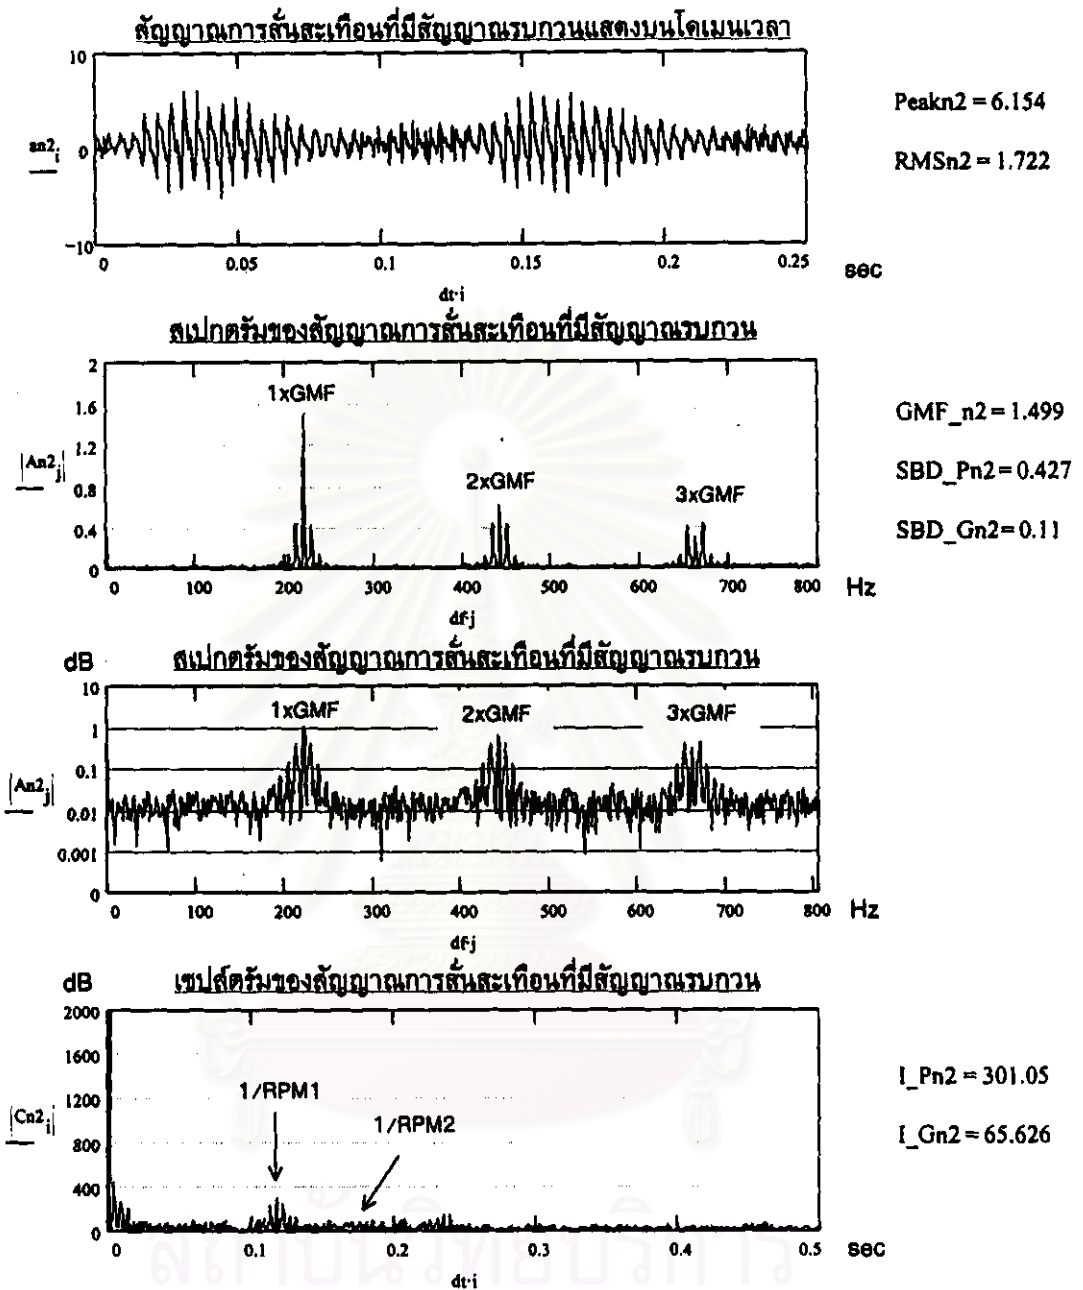 สัญญาณการสั่นสะเทือนที่มีสัญญาณรบกวนแสดงบนโดเมนเวลา
10
0
−10
sn2i
0 0.05 0.1 0.15 0.2 0.25
sec
dt·i
Peakn2 = 6.154
RMSn2 = 1.722
สเปกตรัมของสัญญาณการสั่นสะเทือนที่มีสัญญาณรบกวน
2
1.6
1.2
0.8
0.4
0
|An2j|
1xGMF
2xGMF
3xGMF
0 100 200 300 400 500 600 700 800
Hz
df·j
GMF_n2 = 1.499
SBD_Pn2 = 0.427
SBD_Gn2 = 0.11
dB
สเปกตรัมของสัญญาณการสั่นสะเทือนที่มีสัญญาณรบกวน
10
1
0.1
0.01
0.001
0
|An2j|
1xGMF
2xGMF
3xGMF
0 100 200 300 400 500 600 700 800
Hz
df·j
dB
เซปส์ตรัมของสัญญาณการสั่นสะเทือนที่มีสัญญาณรบกวน
2000
1600
1200
800
400
0
|Cn2i|
1/RPM1
1/RPM2
0 0.1 0.2 0.3 0.4 0.5
sec
dt·i
I_Pn2 = 301.05
I_Gn2 = 65.626
สถาบันวิทยบริการ